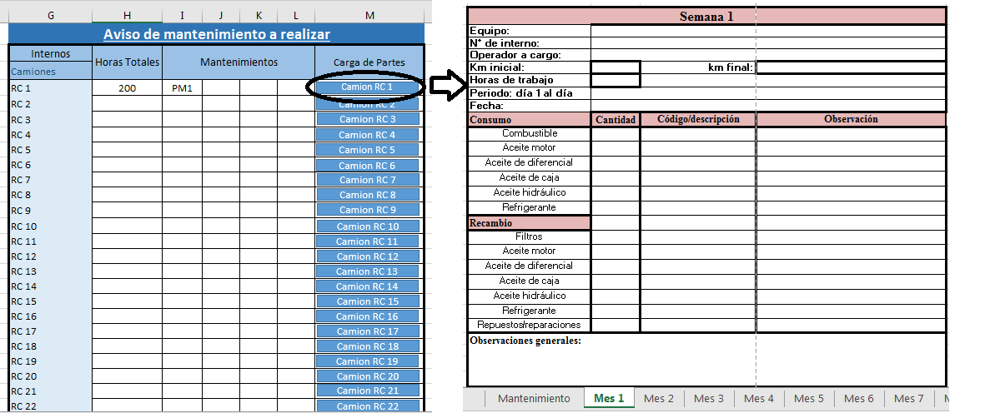 G H I J K L M
Aviso de mantenimiento a realizar
Internos Horas Totales Mantenimientos Carga de Partes
Camiones
RC 1 200 PM1 Camion RC 1
RC 2 Camion RC 2
RC 3 Camion RC 3
RC 4 Camion RC 4
RC 5 Camion RC 5
RC 6 Camion RC 6
RC 7 Camion RC 7
RC 8 Camion RC 8
RC 9 Camion RC 9
RC 10 Camion RC 10
RC 11 Camion RC 11
RC 12 Camion RC 12
RC 13 Camion RC 13
RC 14 Camion RC 14
RC 15 Camion RC 15
RC 16 Camion RC 16
RC 17 Camion RC 17
RC 18 Camion RC 18
RC 19 Camion RC 19
RC 20 Camion RC 20
RC 21 Camion RC 21
RC 22 Camion RC 22
Semana 1
Equipo:
N° de interno:
Operador a cargo:
Km inicial: km final:
Horas de trabajo
Periodo: día 1 al día
Fecha:
Consumo Cantidad Código/descripción Observación
Combustible
Aceite motor
Aceite de diferencial
Aceite de caja
Aceite hidráulico
Refrigerante
Recambio
Filtros
Aceite motor
Aceite de diferencial
Aceite de caja
Aceite hidráulico
Refrigerante
Repuestos/reparaciones
Observaciones generales:
Mantenimiento Mes 1 Mes 2 Mes 3 Mes 4 Mes 5 Mes 6 Mes 7